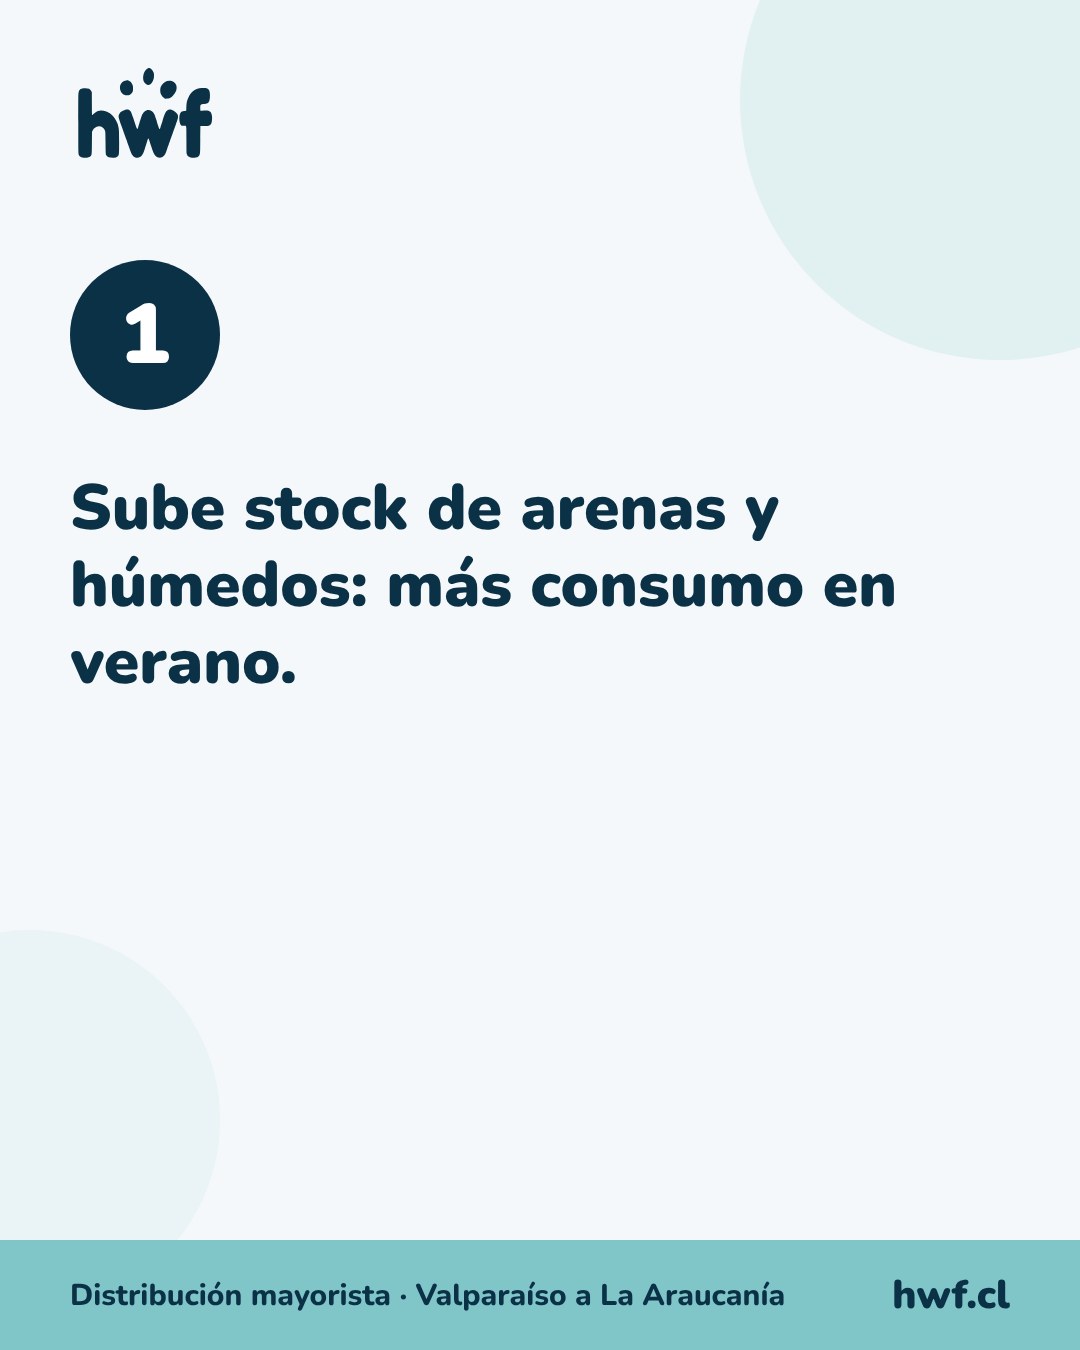 hwf
1
Sube stock de arenas y
húmedos: más consumo en
verano.
Distribución mayorista · Valparaíso a La Araucanía
hwf.cl